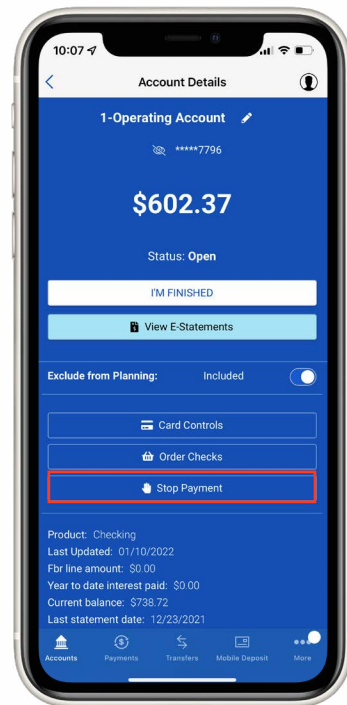 10:07
Account Details
1-Operating Account
*****7796
$602.37
Status: Open
I'M FINISHED
View E-Statements
Exclude from Planning: Included
Card Controls
Order Checks
Stop Payment
Product: Checking
Last Updated: 01/10/2022
Fbr line amount: $0.00
Year to date interest paid: $0.00
Current balance: $738.72
Last statement date: 12/23/2021
Accounts Payments Transfers Mobile Deposit More